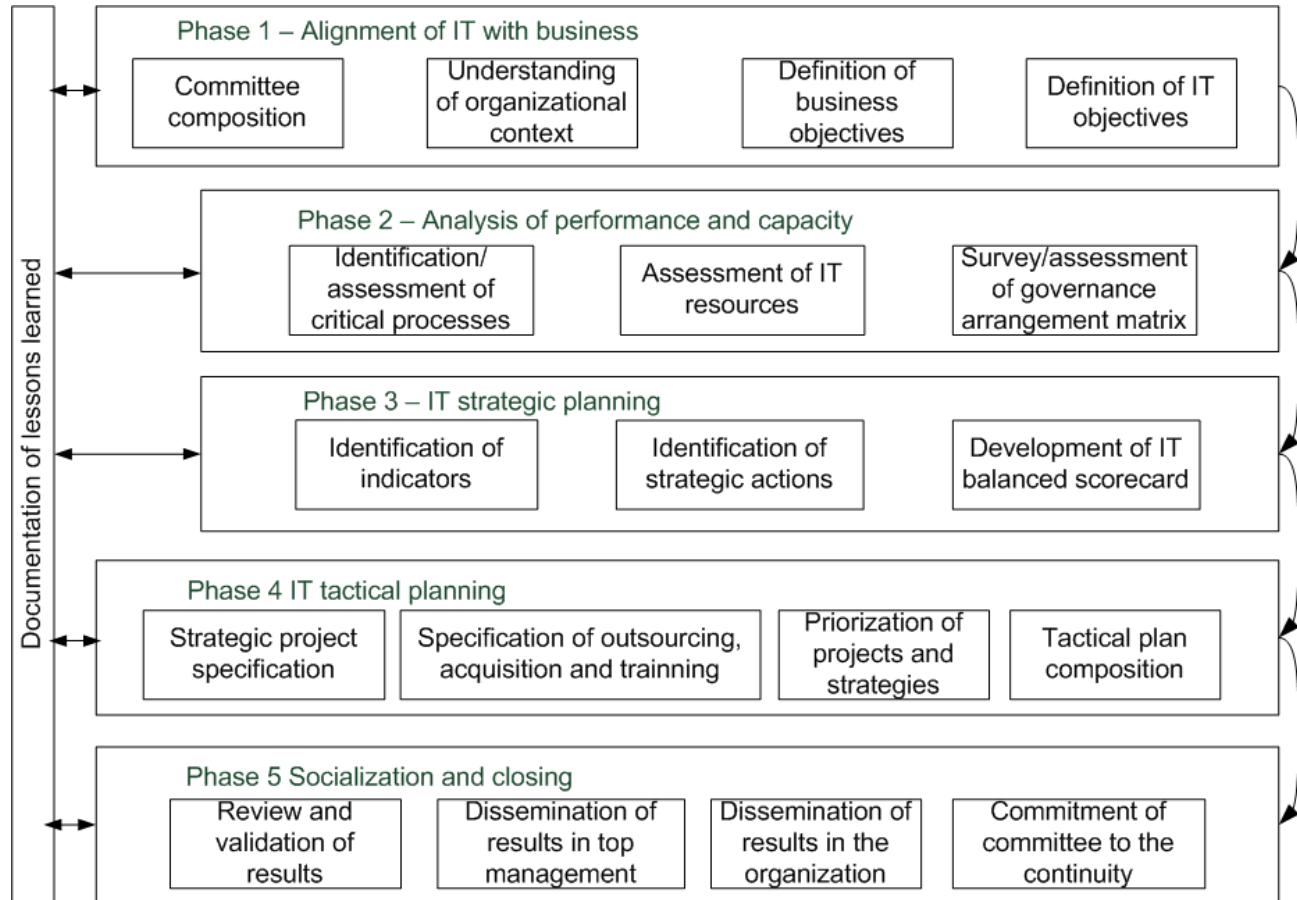 Documentation of lessons learned
Phase 1 – Alignment of IT with business
Committee
composition
Understanding
of organizational
context
Definition of
business
objectives
Definition of IT
objectives
Phase 2 – Analysis of performance and capacity
Identification/
assessment of
critical processes
Assessment of IT
resources
Survey/assessment
of governance
arrangement matrix
Phase 3 – IT strategic planning
Identification of
indicators
Identification of
strategic actions
Development of IT
balanced scorecard
Phase 4 IT tactical planning
Strategic project
specification
Specification of outsourcing,
acquisition and trainning
Priorization of
projects and
strategies
Tactical plan
composition
Phase 5 Socialization and closing
Review and
validation of
results
Dissemination of
results in top
management
Dissemination of
results in the
organization
Commitment of
committee to the
continuity